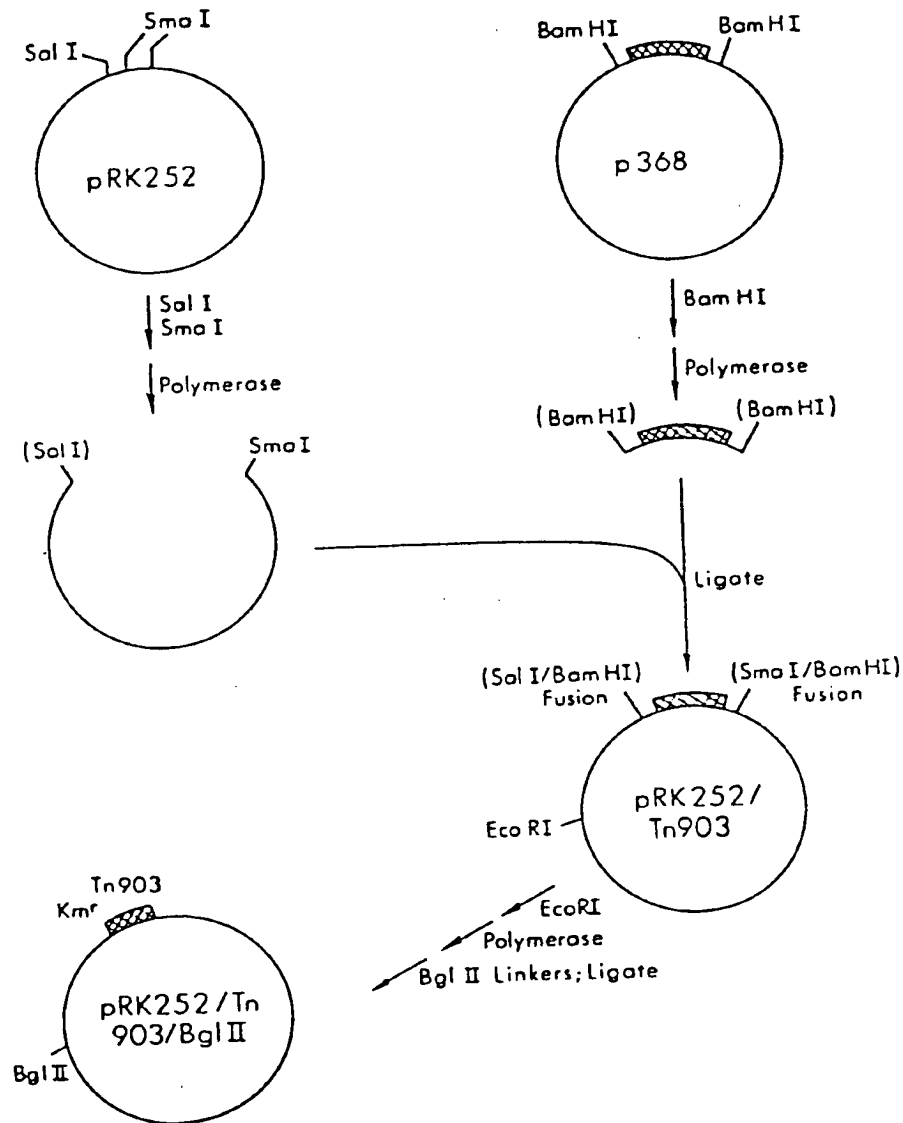 Sma I
Sal I
pRK252
Bam HI
Bam HI
p368
Sal I
Sma I
Polymerase
Bam HI
Polymerase
(Sal I)
Sma I
(Bam HI)
(Bam HI)
Ligate
(Sal I/Bam HI)
Fusion
(Sma I/Bam HI)
Fusion
pRK252/
Tn903
Eco RI
EcoRI
Polymerase
Bgl II Linkers; Ligate
Tn903
Kmr
pRK252/Tn
903/Bgl II
Bgl II